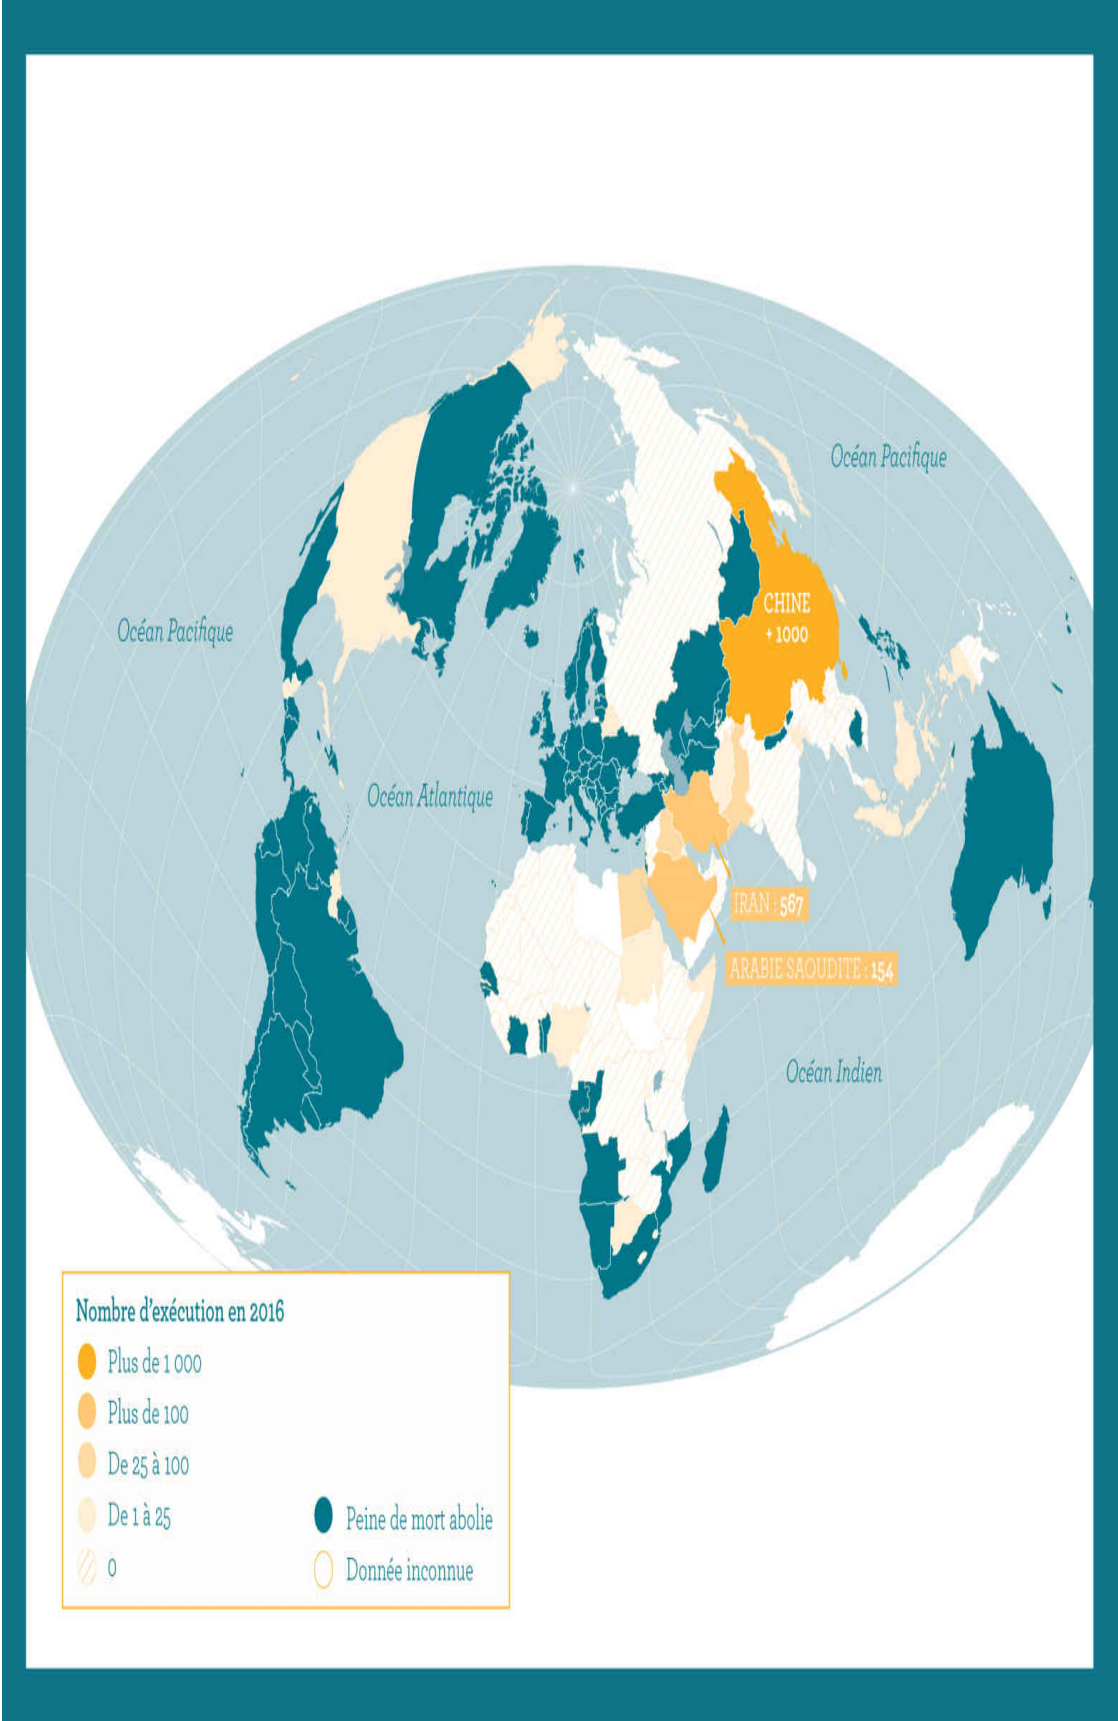 Océan Pacifique
CHINE
+ 1000
Océan Pacifique
Océan Atlantique
IRAN : 567
ARABIE SAOUDITE : 154
Océan Indien
Nombre d'exécution en 2016
Plus de 1 000
Plus de 100
De 25 à 100
De 1 à 25
0
Peine de mort abolie
Donnée inconnue